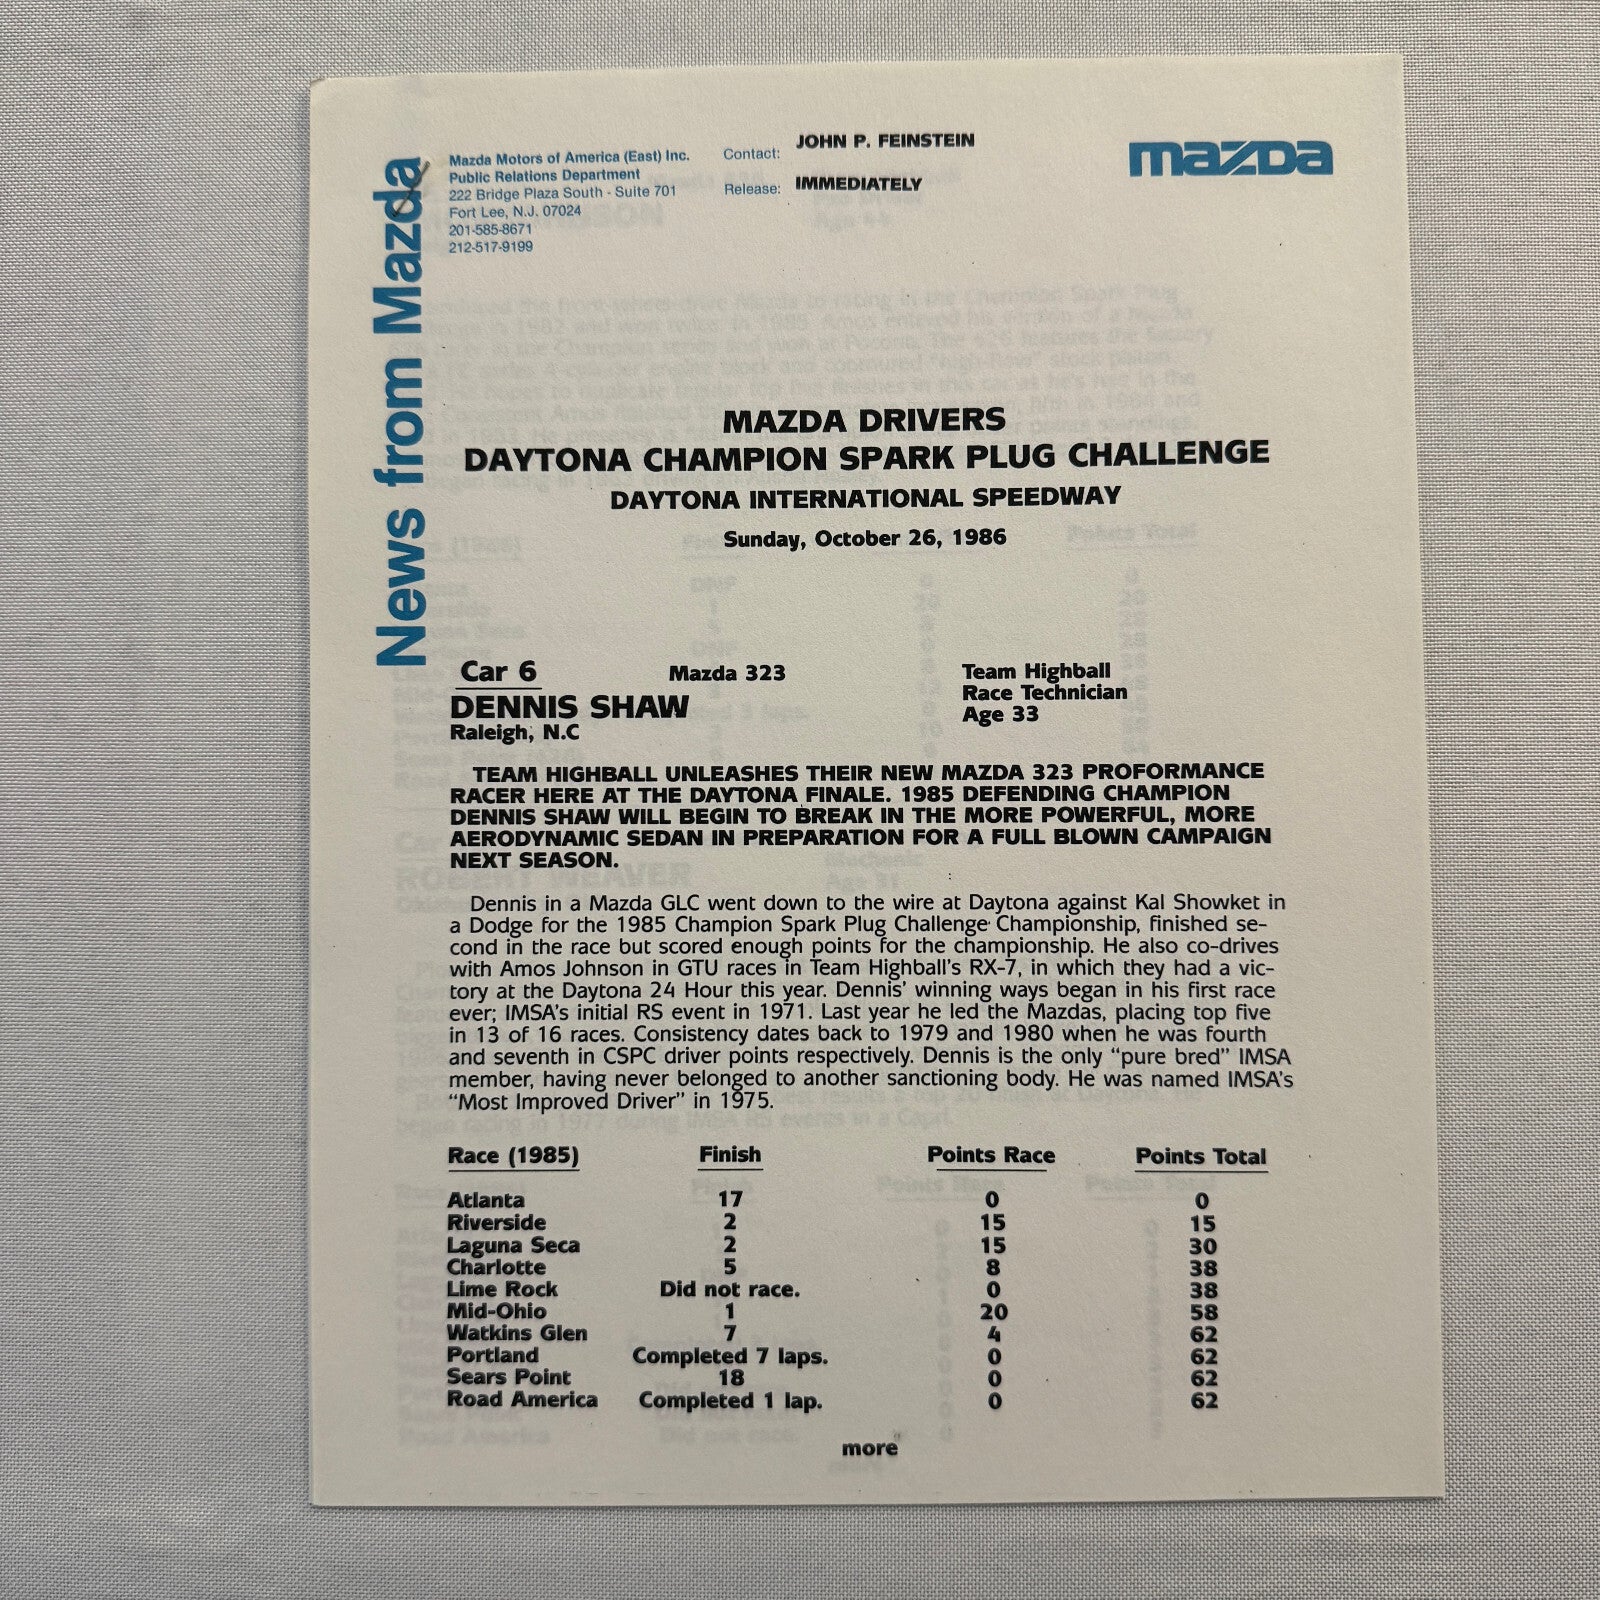 News from Mazda
Mazda Motors of America (East) Inc.
Public Relations Department
222 Bridge Plaza South - Suite 701
Fort Lee, N.J. 07024
201-585-8671
212-517-9199
Contact: JOHN P. FEINSTEIN
Release: IMMEDIATELY
mazda
MAZDA DRIVERS
DAYTONA CHAMPION SPARK PLUG CHALLENGE
DAYTONA INTERNATIONAL SPEEDWAY
Sunday, October 26, 1986
Car 6 Mazda 323 Team Highball
Race Technician
DENNIS SHAW Age 33
Raleigh, N.C
TEAM HIGHBALL UNLEASHES THEIR NEW MAZDA 323 PROFORMANCE
RACER HERE AT THE DAYTONA FINALE. 1985 DEFENDING CHAMPION
DENNIS SHAW WILL BEGIN TO BREAK IN THE MORE POWERFUL, MORE
AERODYNAMIC SEDAN IN PREPARATION FOR A FULL BLOWN CAMPAIGN
NEXT SEASON.
Dennis in a Mazda GLC went down to the wire at Daytona against Kal Showket in
a Dodge for the 1985 Champion Spark Plug Challenge Championship, finished se-
cond in the race but scored enough points for the championship. He also co-drives
with Amos Johnson in GTU races in Team Highball's RX-7, in which they had a vic-
tory at the Daytona 24 Hour this year. Dennis' winning ways began in his first race
ever; IMSA's initial RS event in 1971. Last year he led the Mazdas, placing top five
in 13 of 16 races. Consistency dates back to 1979 and 1980 when he was fourth
and seventh in CSPC driver points respectively. Dennis is the only "pure bred" IMSA
member, having never belonged to another sanctioning body. He was named IMSA's
"Most Improved Driver" in 1975.
Race (1985) Finish Points Race Points Total
Atlanta 17 0 0
Riverside 2 15 15
Laguna Seca 2 15 30
Charlotte 5 8 38
Lime Rock Did not race. 0 38
Mid-Ohio 1 20 58
Watkins Glen 7 4 62
Portland Completed 7 laps. 0 62
Sears Point 18 0 62
Road America Completed 1 lap. 0 62
more